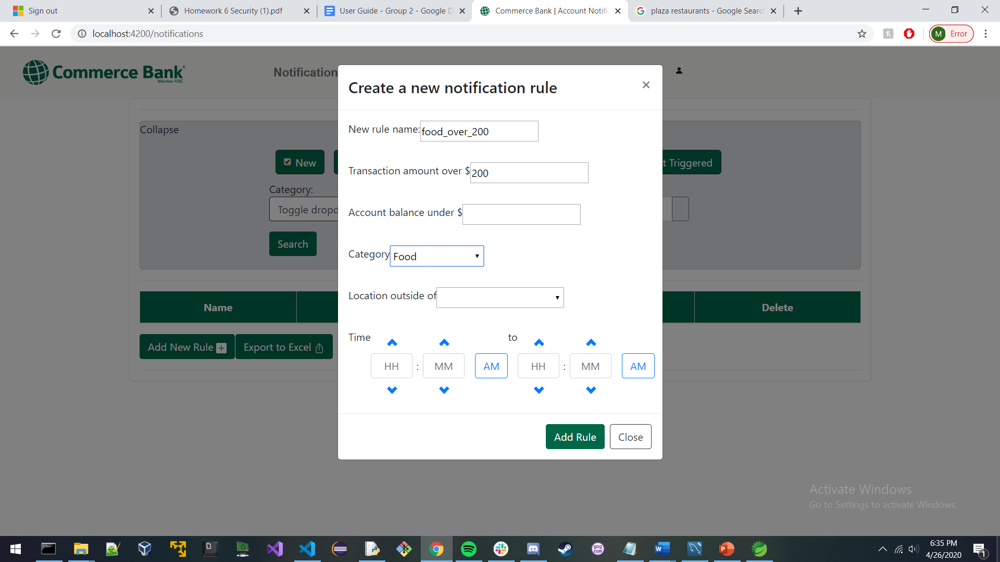 Sign out
Homework 6 Security (1).pdf
User Guide - Group 2 - Google D
Commerce Bank | Account Notifi
plaza restaurants - Google Search
localhost:4200/notifications
M Error
Commerce Bank
Member FDIC
Notification
Create a new notification rule
×
Collapse
New rule name: food_over_200
New
t Triggered
Transaction amount over $ 200
Category:
Toggle dropd
Account balance under $
Search
Category Food
Location outside of
Name
Delete
Time
to
Add New Rule
Export to Excel
HH : MM AM HH : MM AM
Add Rule
Close
Activate Windows
Go to Settings to activate Windows.
gog
com
6:35 PM
4/26/2020
1